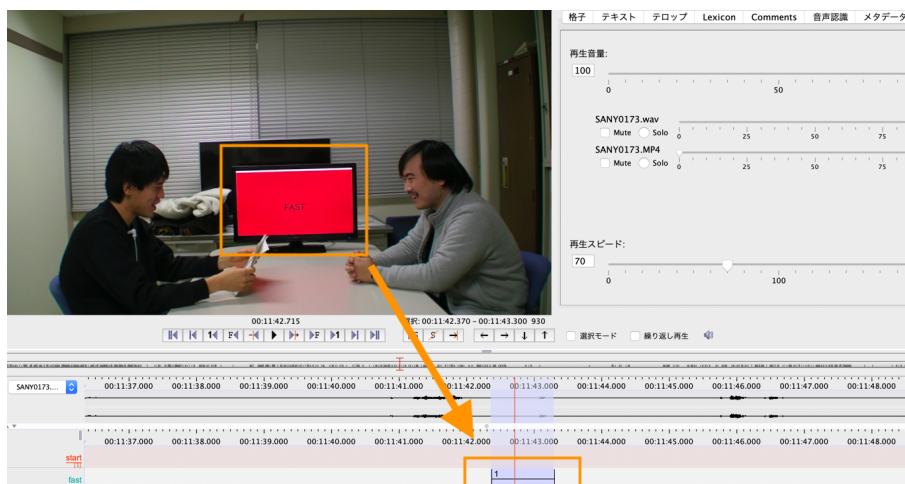 格子 テキスト テロップ Lexicon Comments 音声認識 メタデータ
再生音量:
100
0 50
SANY0173.wav
Mute Solo 0 25 50 75
SANY0173.MP4
Mute Solo 0 25 50 75
FAST
再生スピード:
70
0 100
00:11:42.715
選択: 00:11:42.370 - 00:11:43.300 930
1 F F 1 S
選択モード 繰り返し再生
SANY0173....
00:11:37.000 00:11:38.000 00:11:39.000 00:11:40.000 00:11:41.000 00:11:42.000 00:11:43.000 00:11:44.000 00:11:45.000 00:11:46.000 00:11:47.000 00:11:48.000
00:11:37.000 00:11:38.000 00:11:39.000 00:11:40.000 00:11:41.000 00:11:42.000 00:11:43.000 00:11:44.000 00:11:45.000 00:11:46.000 00:11:47.000 00:11:48.000
start
[1]
fast
1